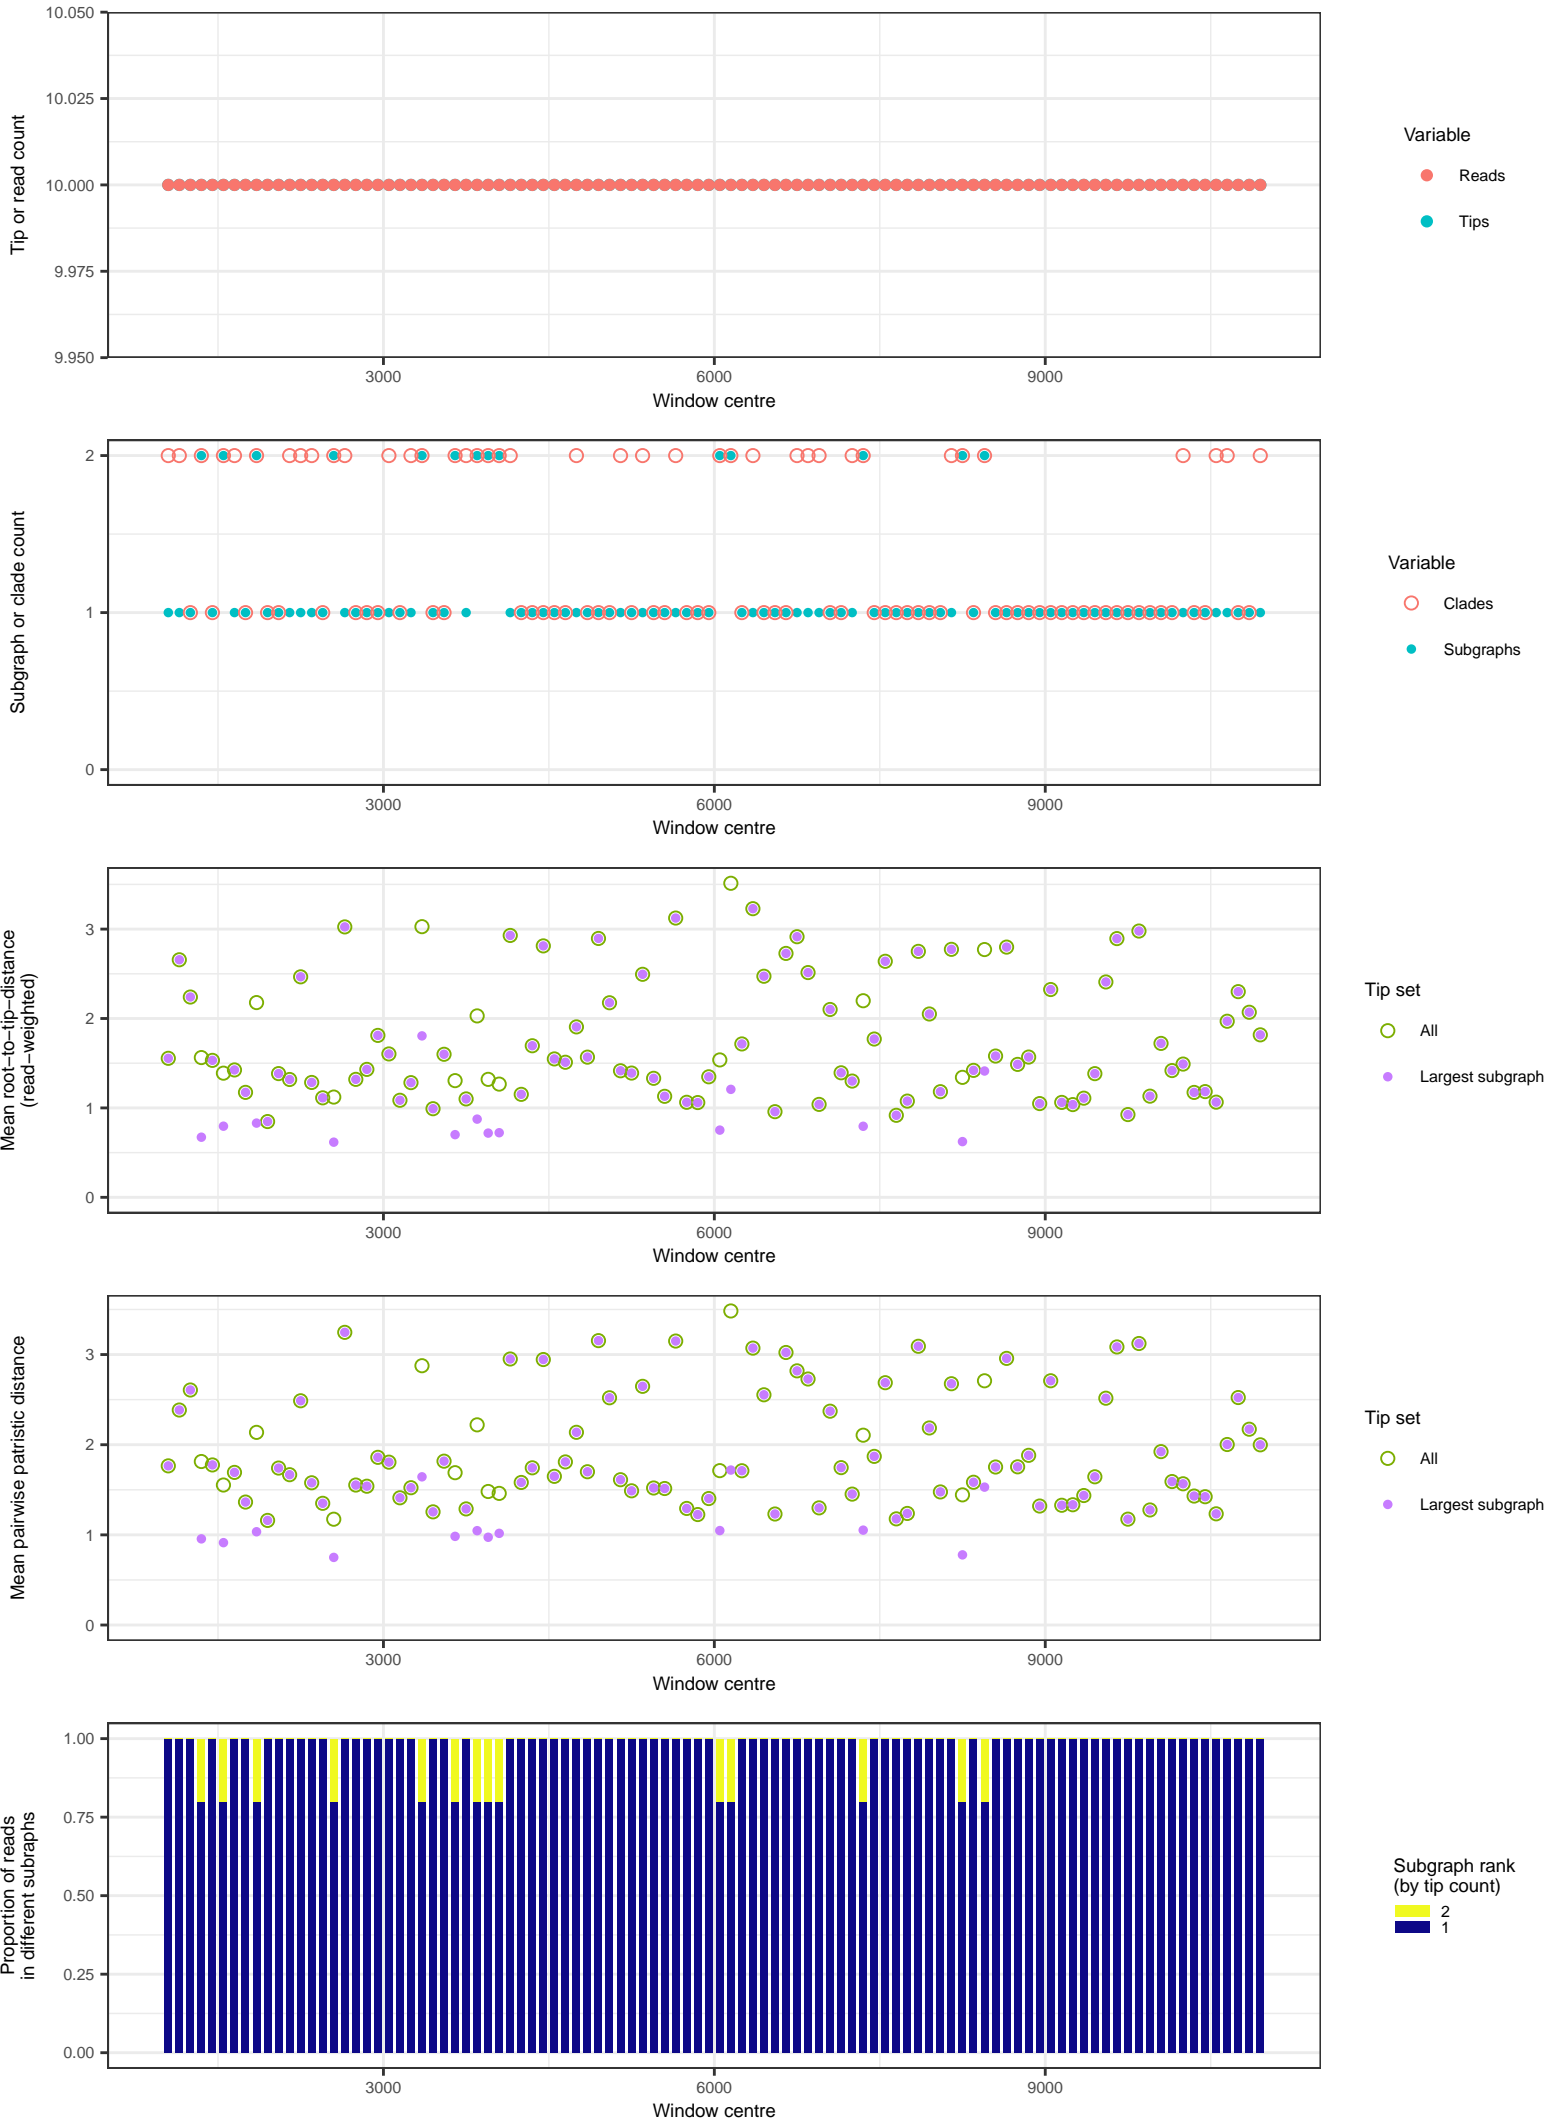 10.050
10.025
10.000
9.975
9.950
Tip or read count
3000
6000
9000
Window centre
Variable
Reads
Tips
2
1
0
Subgraph or clade count
3000
6000
9000
Window centre
Variable
Clades
Subgraphs
3
2
1
0
Mean root−to−tip−distance
(read−weighted)
3000
6000
9000
Window centre
Tip set
All
Largest subgraph
3
2
1
0
Mean pairwise patristic distance
3000
6000
9000
Window centre
Tip set
All
Largest subgraph
1.00
0.75
0.50
0.25
0.00
Proportion of reads
in different subraphs
3000
6000
9000
Window centre
Subgraph rank
(by tip count)
2
1